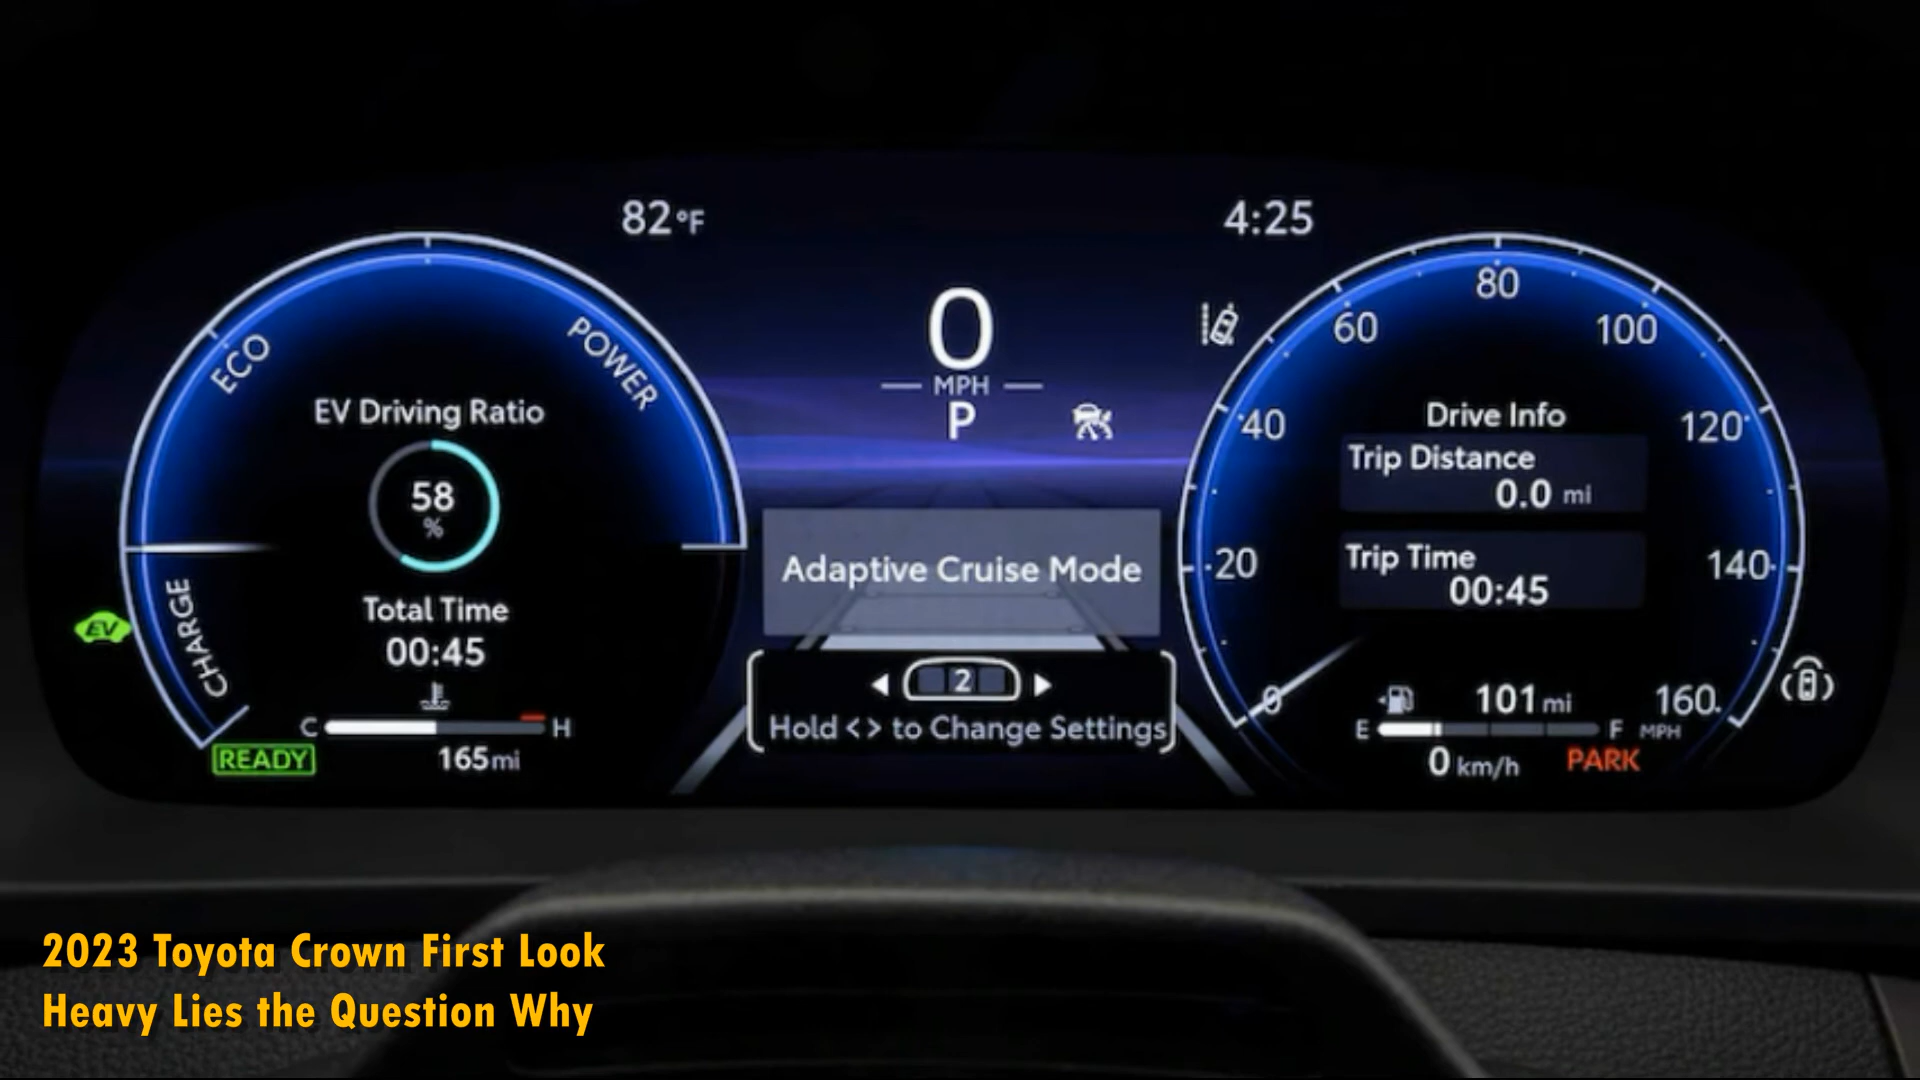 82°F
4:25
0
MPH
P
ECO
POWER
CHARGE
EV Driving Ratio
58
%
Total Time
00:45
EV
C
H
READY
165 mi
Adaptive Cruise Mode
2
Hold <> to Change Settings
0
20
40
60
80
100
120
140
160
MPH
Drive Info
Trip Distance
0.0 mi
Trip Time
00:45
101 mi
E
F
0 km/h
PARK
2023 Toyota Crown First Look
Heavy Lies the Question Why